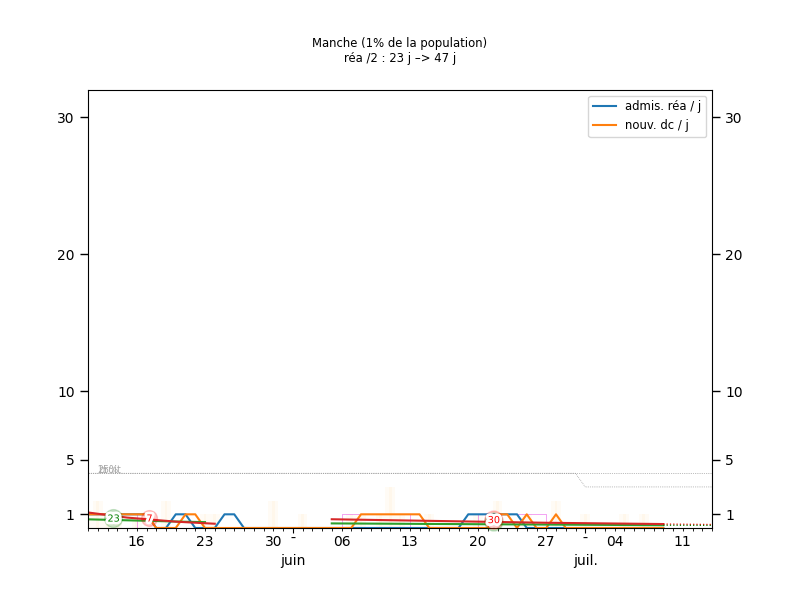 Manche (1% de la population)
réa /2 : 23 j –> 47 j
admis. réa / j
nouv. dc / j
30 30
20 20
10 10
5 5
1 1
23 7 30
16 23 30 - 06 13 20 27 - 04 11
juin juil.